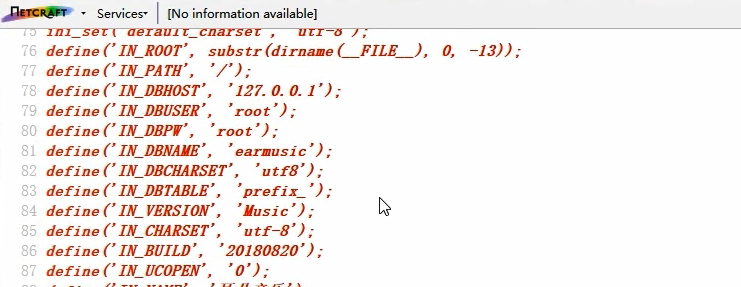 NETCRAFT Services [No information available]
75 ini_set('default_charset', 'utf-8');
76 define('IN_ROOT', substr(dirname(__FILE__), 0, -13));
77 define('IN_PATH', '/');
78 define('IN_DBHOST', '127.0.0.1');
79 define('IN_DBUSER', 'root');
80 define('IN_DBPW', 'root');
81 define('IN_DBNAME', 'earmusic');
82 define('IN_DBCHARSET', 'utf8');
83 define('IN_DBTABLE', 'prefix_');
84 define('IN_VERSION', 'Music');
85 define('IN_CHARSET', 'utf-8');
86 define('IN_BUILD', '20180820');
87 define('IN_UCOPEN', '0');